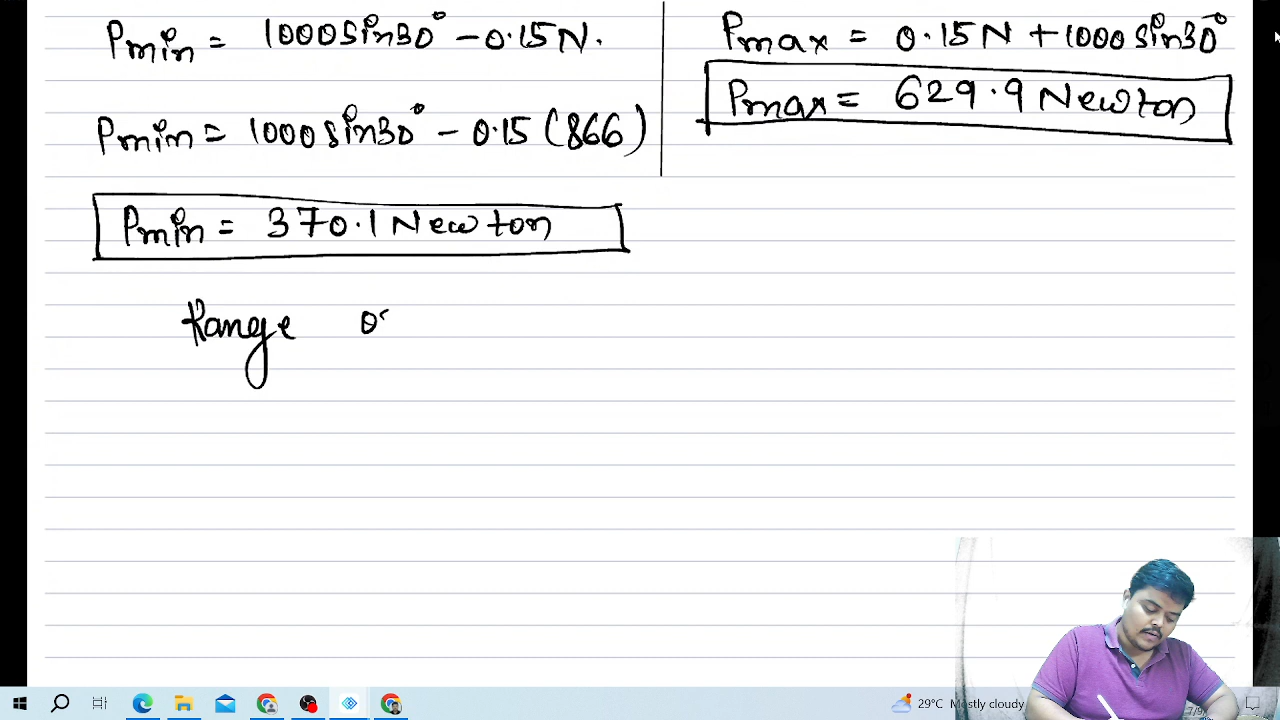 Pmin = 1000 sin30° - 0.15N.
Pmin = 1000 sin30° - 0.15 (866)
Pmin = 370.1 Newton
Range
Pmax = 0.15N + 1000 sin30°
Pmax = 629.9 Newton
29°C Mostly cloudy